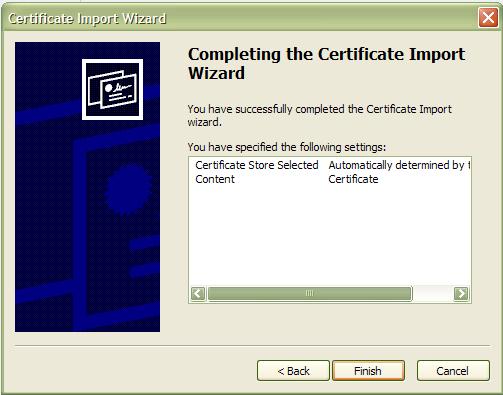 Certificate Import Wizard
Completing the Certificate Import
Wizard
You have successfully completed the Certificate Import
wizard.
You have specified the following settings:
Certificate Store Selected Automatically determined by t
Content Certificate
< Back Finish Cancel